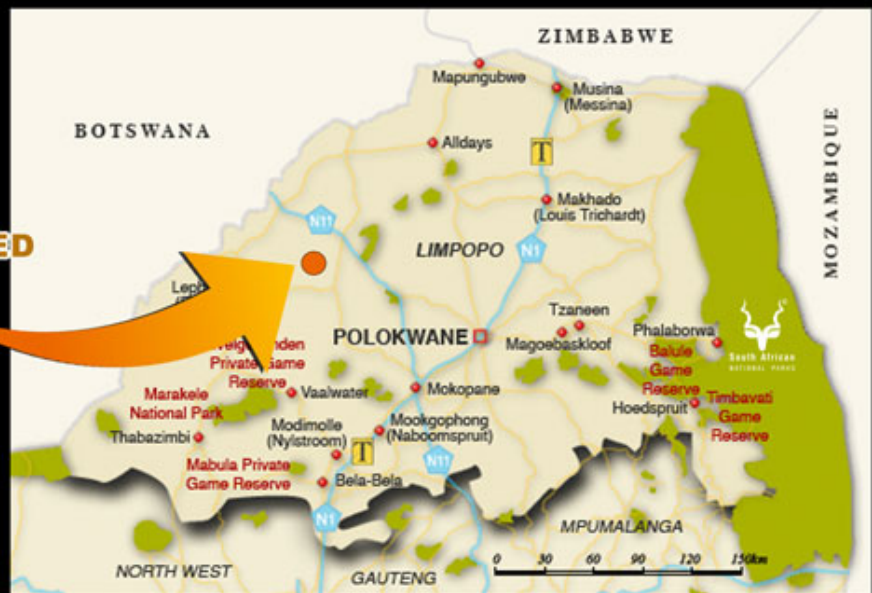 ZIMBABWE
Mapungubwe
Musina
(Messina)
BOTSWANA
Alldays
T
MOZAMBIQUE
Makhado
(Louis Trichardt)
N11
N1
LIMPOPO
ED
Tzaneen
POLOKWANE
Magoebaskloof
Phalaborwa
South African
NATIONAL PARKS
Balule
Game
Reserve
Private Game
Reserve
Vaalwater
Mokopane
Marakele
National Park
Hoedspruit
Timbavati
Game
Reserve
Thabazimbi
Modimolle
(Nylstroom)
Mookgophong
(Naboomspruit)
T
N11
Mabula Private
Game Reserve
Bela-Bela
N1
MPUMALANGA
NORTH WEST
GAUTENG
0 30 60 90 120 150km